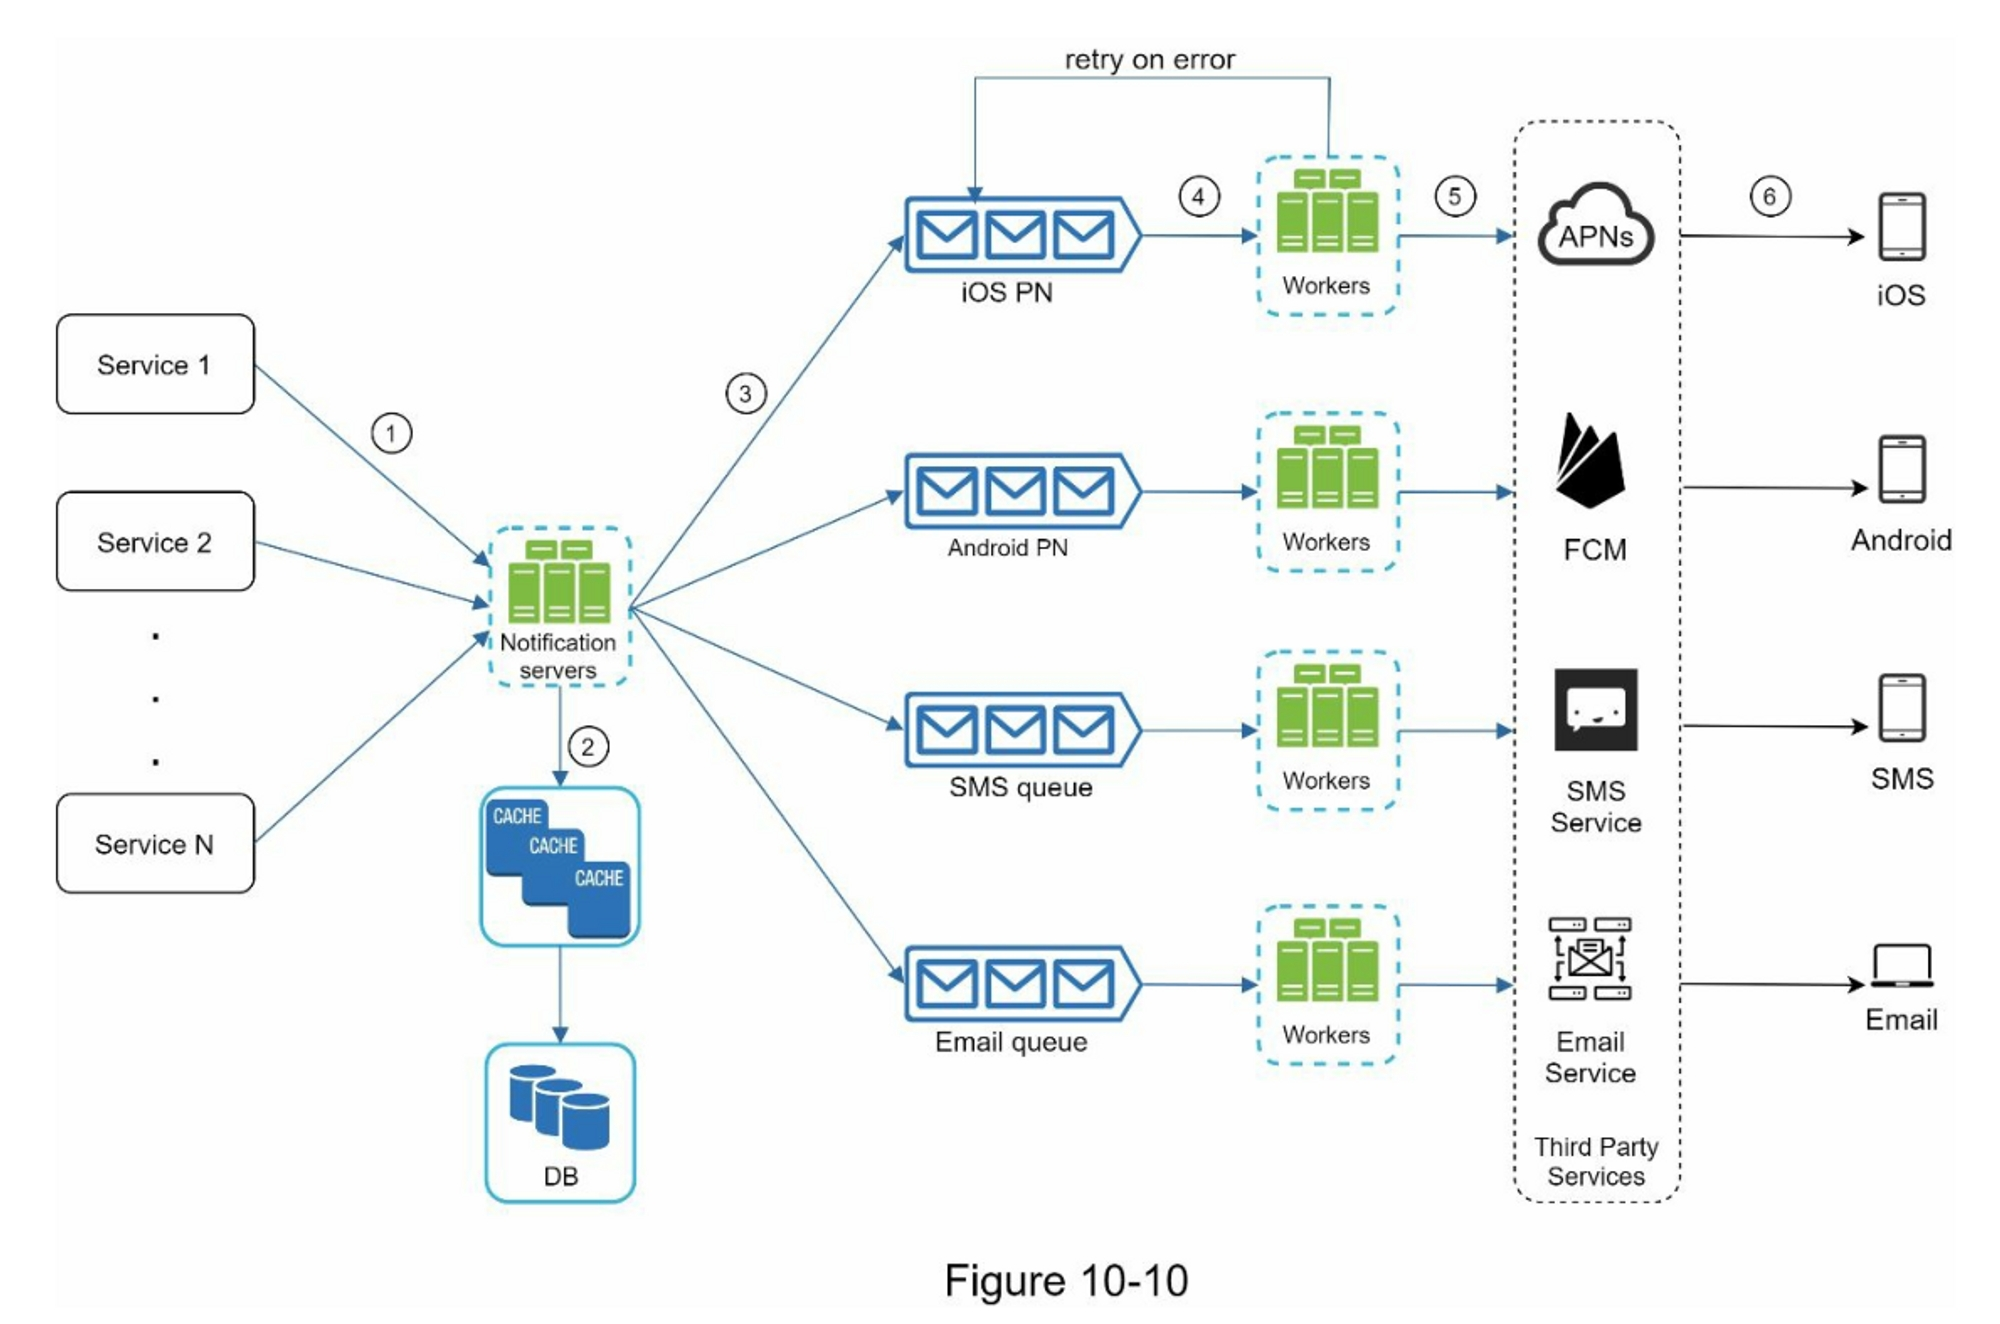 retry on error
4
5
6
APNs
iOS PN
Workers
iOS
Service 1
1
3
Service 2
Android PN
Workers
FCM
Android
.
.
.
Notification
servers
2
SMS queue
Workers
SMS
Service
SMS
Service N
CACHE
CACHE
CACHE
Email queue
Workers
Email
Service
Email
DB
Third Party
Services
Figure 10-10